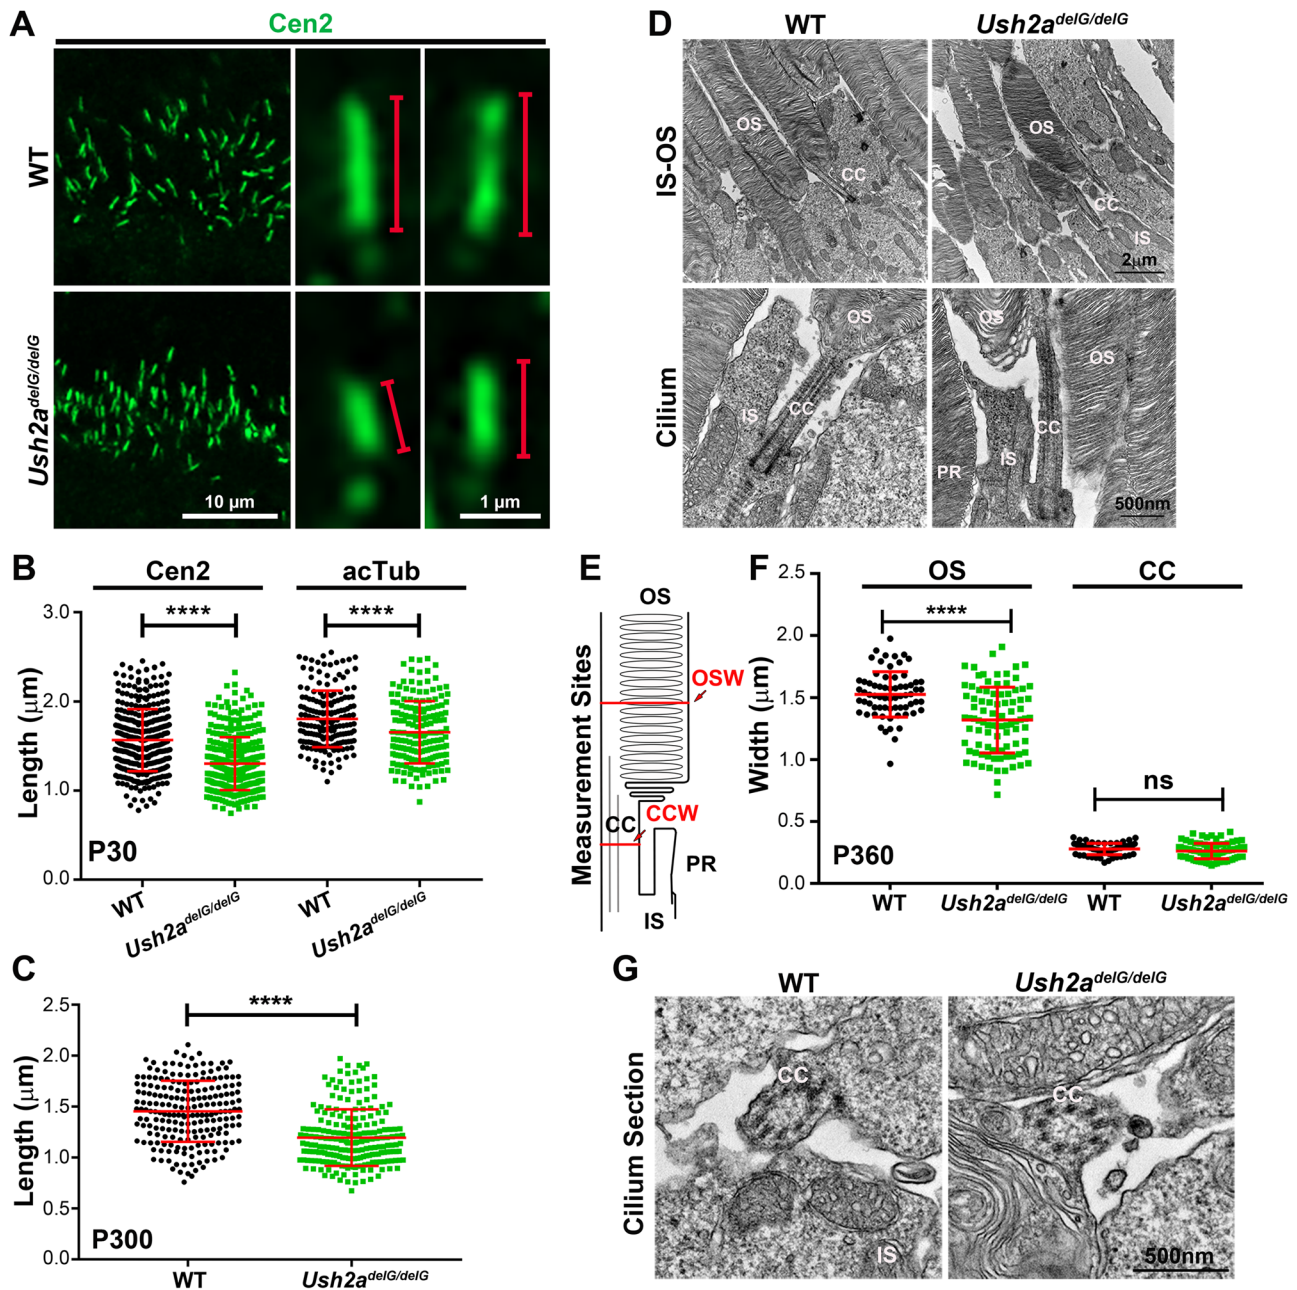 A
Cen2
WT
Ush2a^delG/delG
10 µm
1 µm
D
WT
Ush2a^delG/delG
IS-OS
OS
CC
OS
CC
IS
2µm
Cilium
OS
IS
CC
OS
OS
CC
IS
PR
500nm
B
Cen2
acTub
****
****
Length (µm)
3.0
2.0
1.0
0.0
P30
WT
Ush2a^delG/delG
WT
Ush2a^delG/delG
C
****
Length (µm)
2.5
2.0
1.5
1.0
0.5
0.0
P300
WT
Ush2a^delG/delG
E
Measurement Sites
OS
OSW
CC
CCW
PR
IS
F
OS
CC
****
ns
Width (µm)
2.5
2.0
1.5
1.0
0.5
0.0
P360
WT
Ush2a^delG/delG
WT
Ush2a^delG/delG
G
WT
Ush2a^delG/delG
Cilium Section
CC
IS
CC
500nm